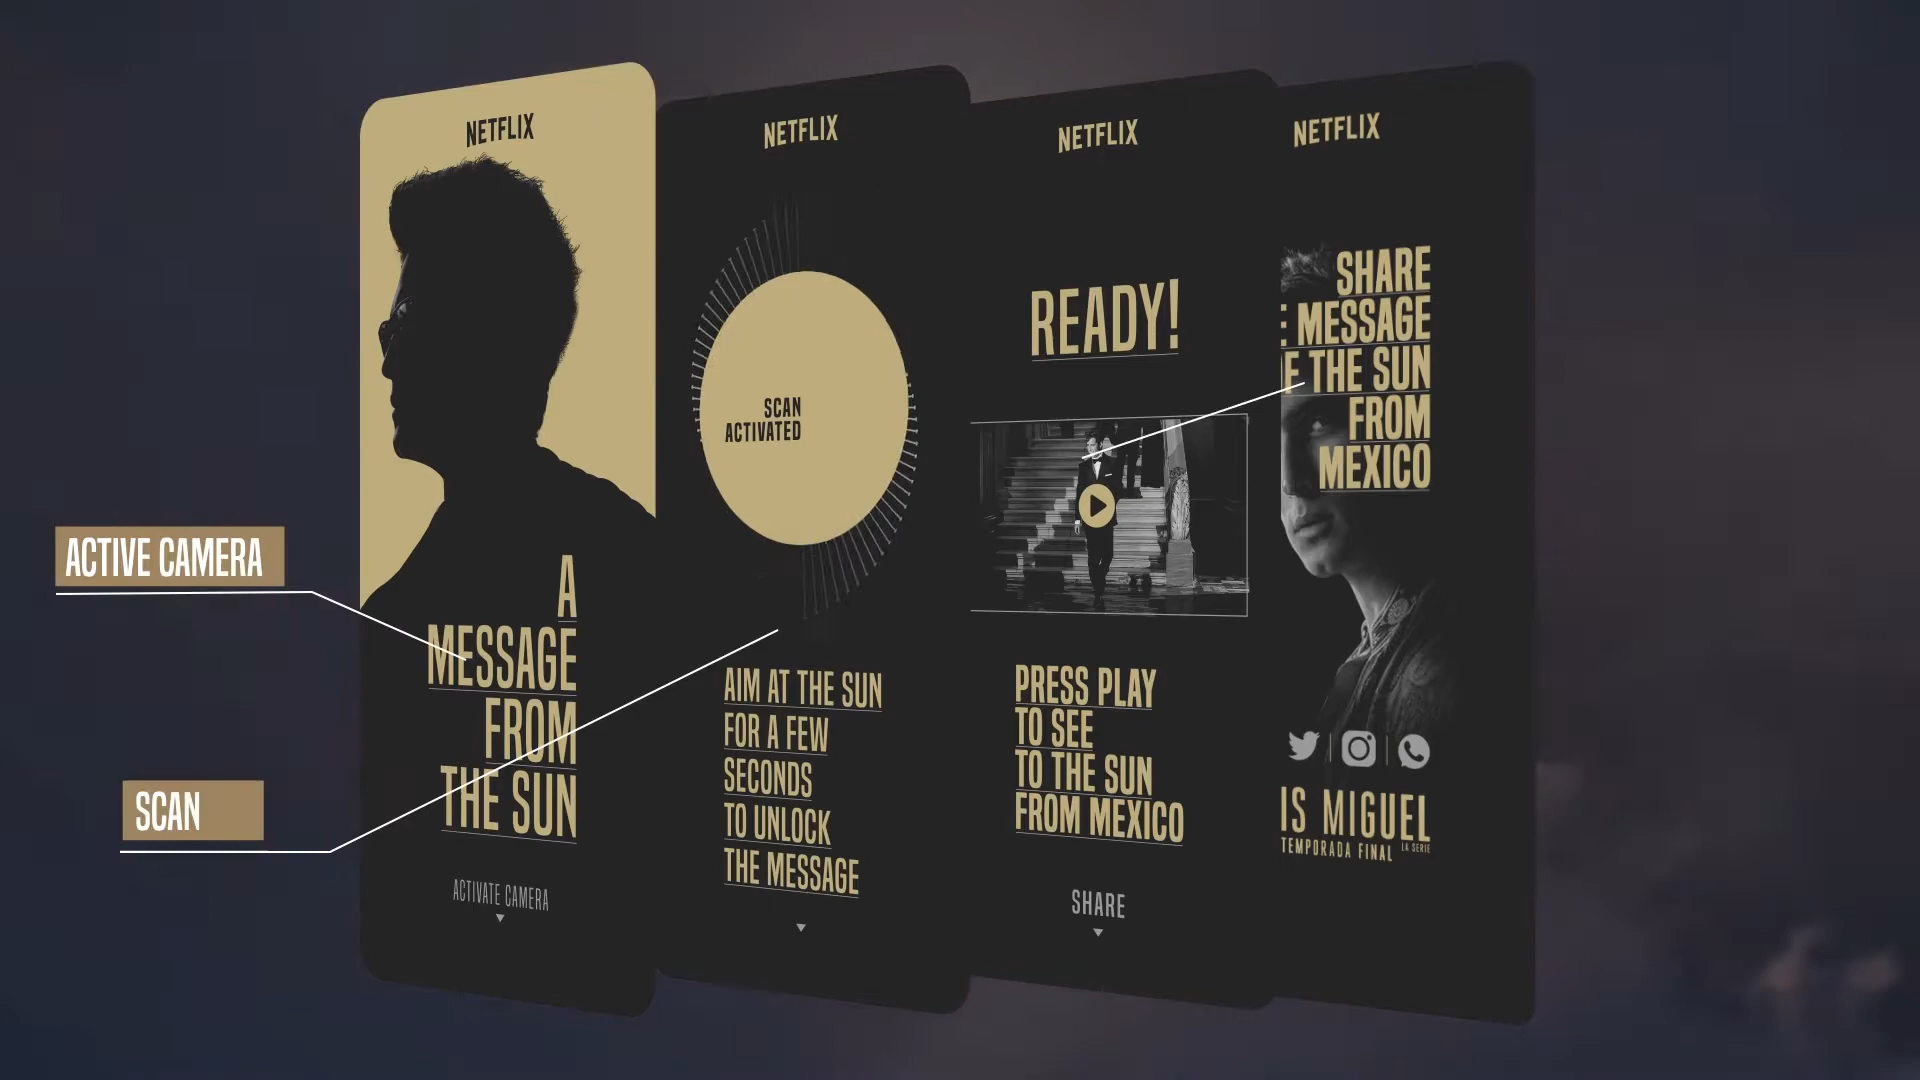 ACTIVE CAMERA
SCAN
NETFLIX
A
MESSAGE
FROM
THE SUN
ACTIVATE CAMERA
NETFLIX
SCAN
ACTIVATED
AIM AT THE SUN
FOR A FEW
SECONDS
TO UNLOCK
THE MESSAGE
NETFLIX
READY!
PRESS PLAY
TO SEE
TO THE SUN
FROM MEXICO
SHARE
NETFLIX
SHARE
MESSAGE
F THE SUN
FROM
MEXICO
IS MIGUEL
LA SERIE
TEMPORADA FINAL